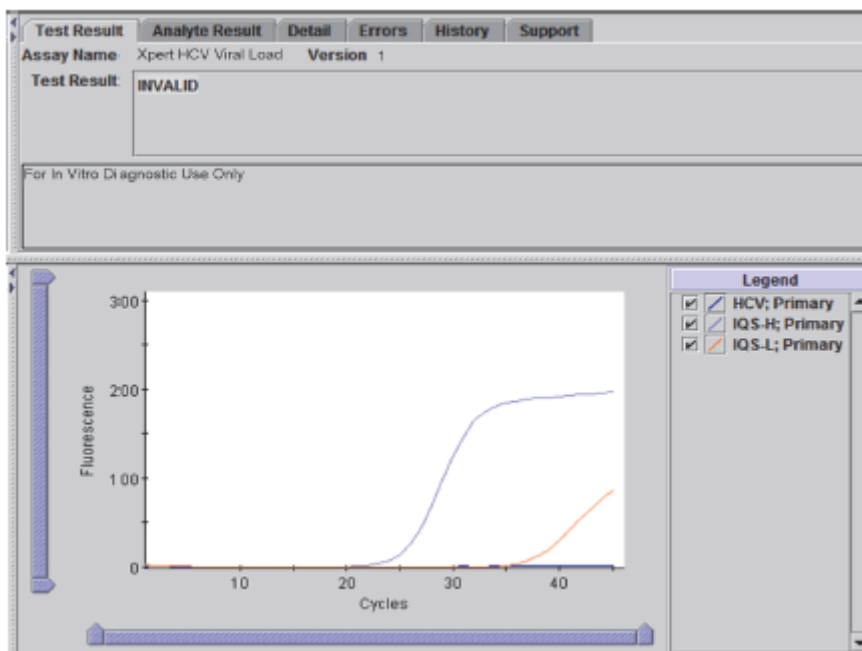 Test Result Analyte Result Detail Errors History Support
Assay Name Xpert HCV Viral Load Version 1
Test Result: INVALID
For In Vitro Diagnostic Use Only
Legend
HCV; Primary
IQS-H; Primary
IQS-L; Primary
300
200
100
0
Fluorescence
10 20 30 40
Cycles